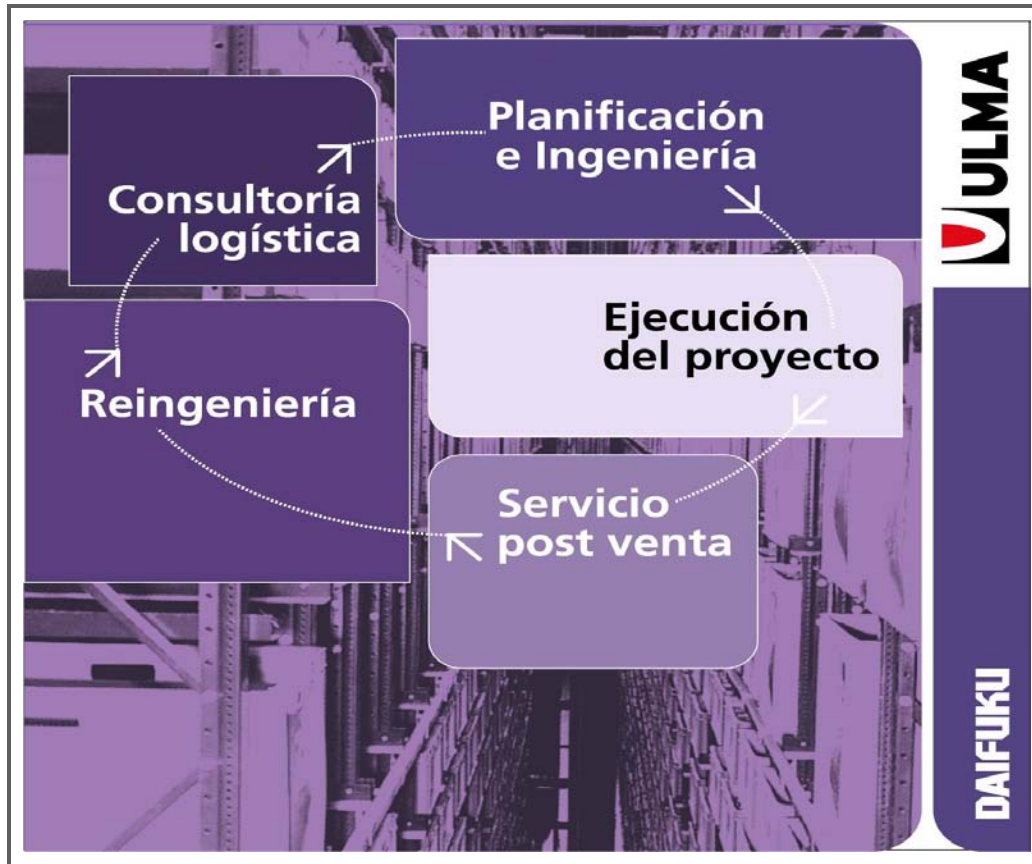 Planificación
e Ingeniería
Consultoría
logística
Ejecución
del proyecto
Reingeniería
Servicio
post venta
ULMA
DAIFUKU